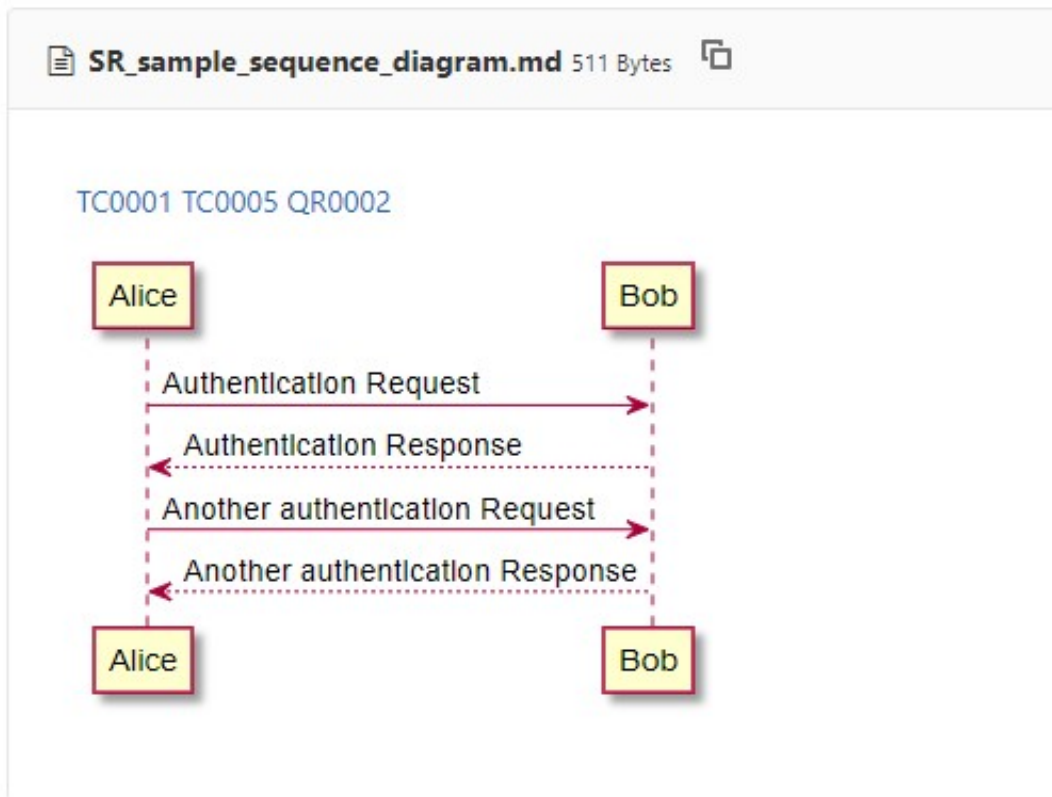 SR_sample_sequence_diagram.md 511 Bytes
TC0001 TC0005 QR0002
Alice Bob
Authentication Request
Authentication Response
Another authentication Request
Another authentication Response
Alice Bob